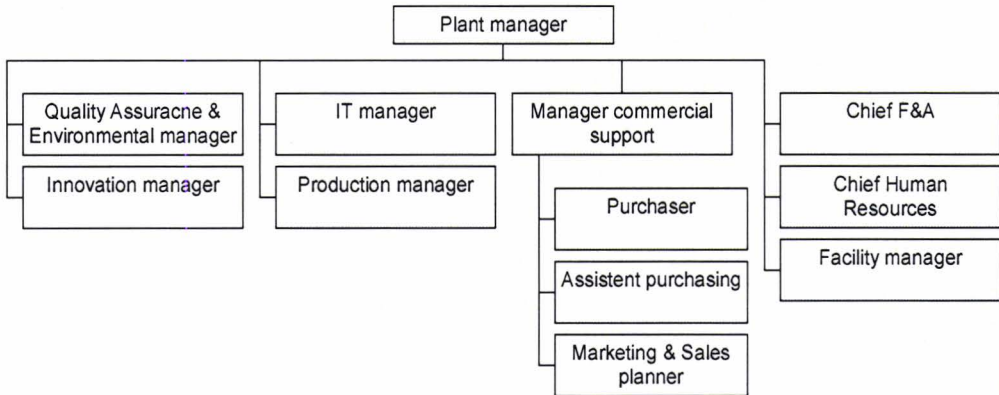 Plant manager
Quality Assuracne &
Environmental manager
Innovation manager
IT manager
Production manager
Manager commercial
support
Purchaser
Assistent purchasing
Marketing & Sales
planner
Chief F&A
Chief Human
Resources
Facility manager